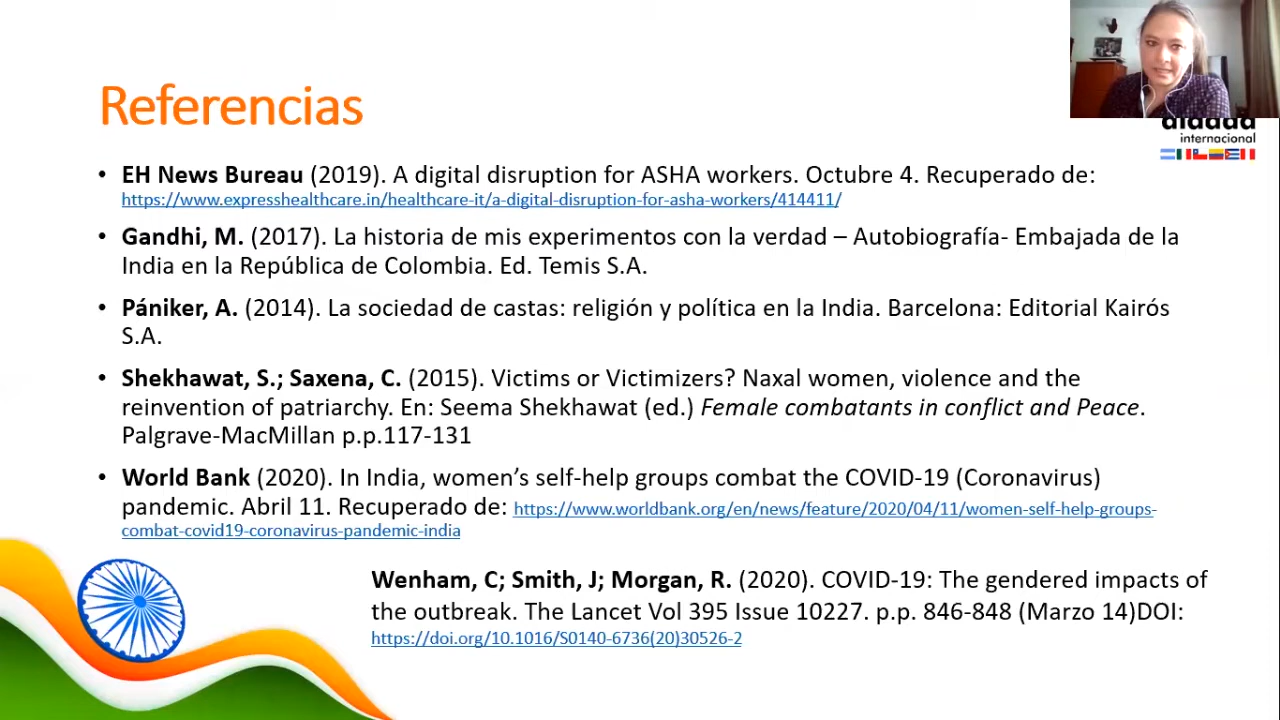 Referencias
internacional
• EH News Bureau (2019). A digital disruption for ASHA workers. Octubre 4. Recuperado de:
https://www.expresshealthcare.in/healthcare-it/a-digital-disruption-for-asha-workers/414411/
• Gandhi, M. (2017). La historia de mis experimentos con la verdad – Autobiografía- Embajada de la
India en la República de Colombia. Ed. Temis S.A.
• Pániker, A. (2014). La sociedad de castas: religión y política en la India. Barcelona: Editorial Kairós
S.A.
• Shekhawat, S.; Saxena, C. (2015). Victims or Victimizers? Naxal women, violence and the
reinvention of patriarchy. En: Seema Shekhawat (ed.) Female combatants in conflict and Peace.
Palgrave-MacMillan p.p.117-131
• World Bank (2020). In India, women’s self-help groups combat the COVID-19 (Coronavirus)
pandemic. Abril 11. Recuperado de: https://www.worldbank.org/en/news/feature/2020/04/11/women-self-help-groups-
combat-covid19-coronavirus-pandemic-india
Wenham, C; Smith, J; Morgan, R. (2020). COVID-19: The gendered impacts of
the outbreak. The Lancet Vol 395 Issue 10227. p.p. 846-848 (Marzo 14)DOI:
https://doi.org/10.1016/S0140-6736(20)30526-2